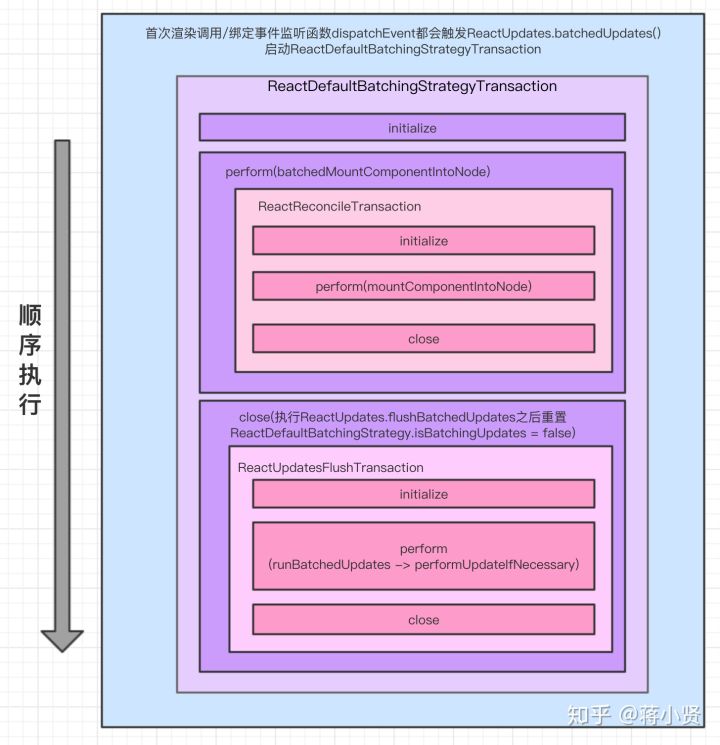 首次渲染调用/绑定事件监听函数dispatchEvent都会触发ReactUpdates.batchedUpdates()
启动ReactDefaultBatchingStrategyTransaction
ReactDefaultBatchingStrategyTransaction
initialize
perform(batchedMountComponentIntoNode)
ReactReconcileTransaction
initialize
perform(mountComponentIntoNode)
close
close(执行ReactUpdates.flushBatchedUpdates之后重置
ReactDefaultBatchingStrategy.isBatchingUpdates = false)
ReactUpdatesFlushTransaction
initialize
perform
(runBatchedUpdates -> performUpdateIfNecessary)
close
顺
序
执
行
知乎 @蒋小贤